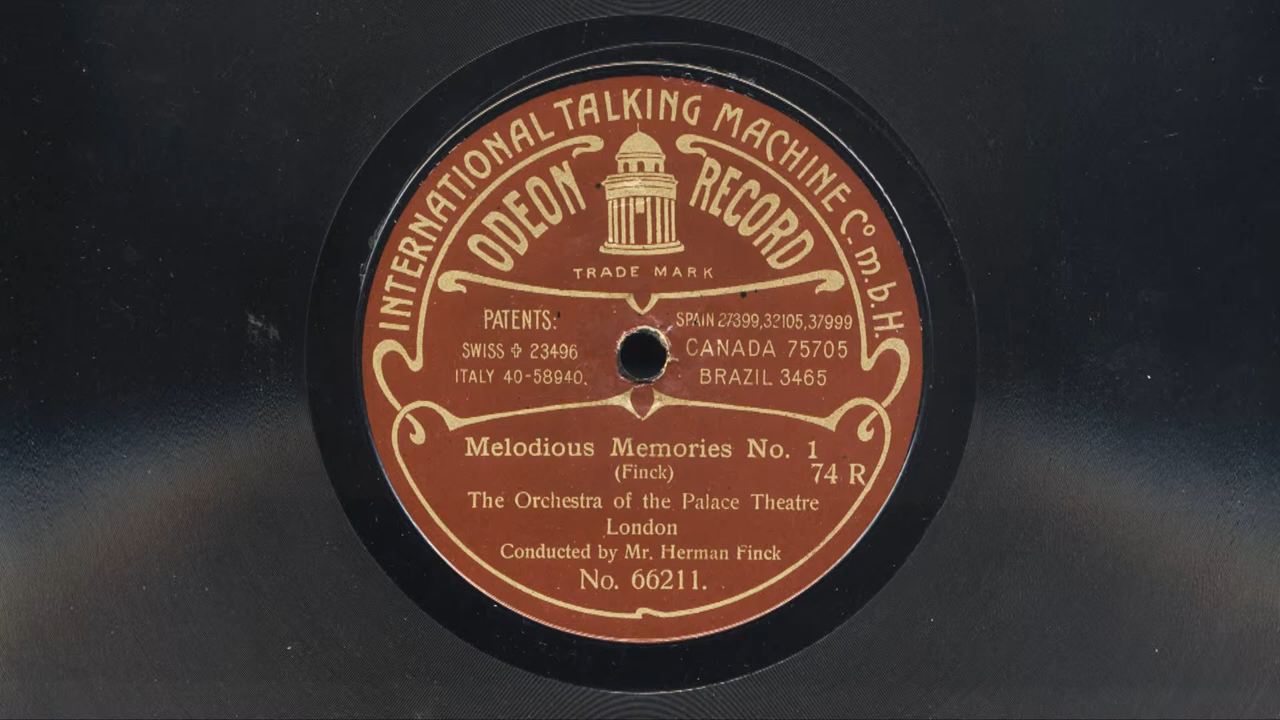 INTERNATIONAL TALKING MACHINE Co. m. b. H.
ODEON RECORD
TRADE MARK
PATENTS: SPAIN 27399,32105,37999
SWISS ✞ 23496 CANADA 75705
ITALY 40-58940. BRAZIL 3465
Melodious Memories No. 1
(Finck) 74 R
The Orchestra of the Palace Theatre
London
Conducted by Mr. Herman Finck
No. 66211.